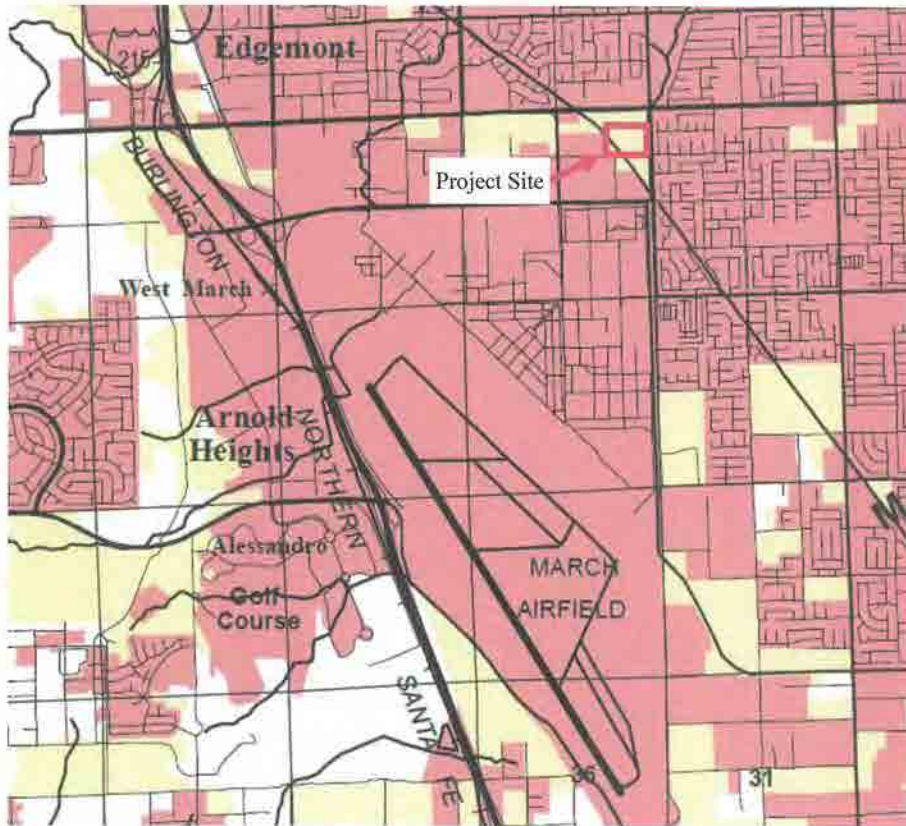 215
Edgemont
BURLINGTON
Project Site
West March
Arnold
Heights
NORTHERN
Alessandro
Golf
Course
MARCH
AIRFIELD
SANTA
FE
36
31
M